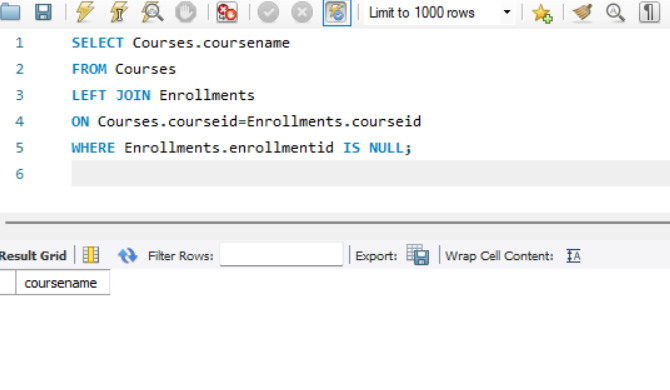 Limit to 1000 rows
1 SELECT Courses.coursename
2 FROM Courses
3 LEFT JOIN Enrollments
4 ON Courses.courseid=Enrollments.courseid
5 WHERE Enrollments.enrollmentid IS NULL;
6
Result Grid Filter Rows: Export: Wrap Cell Content: IA
coursename